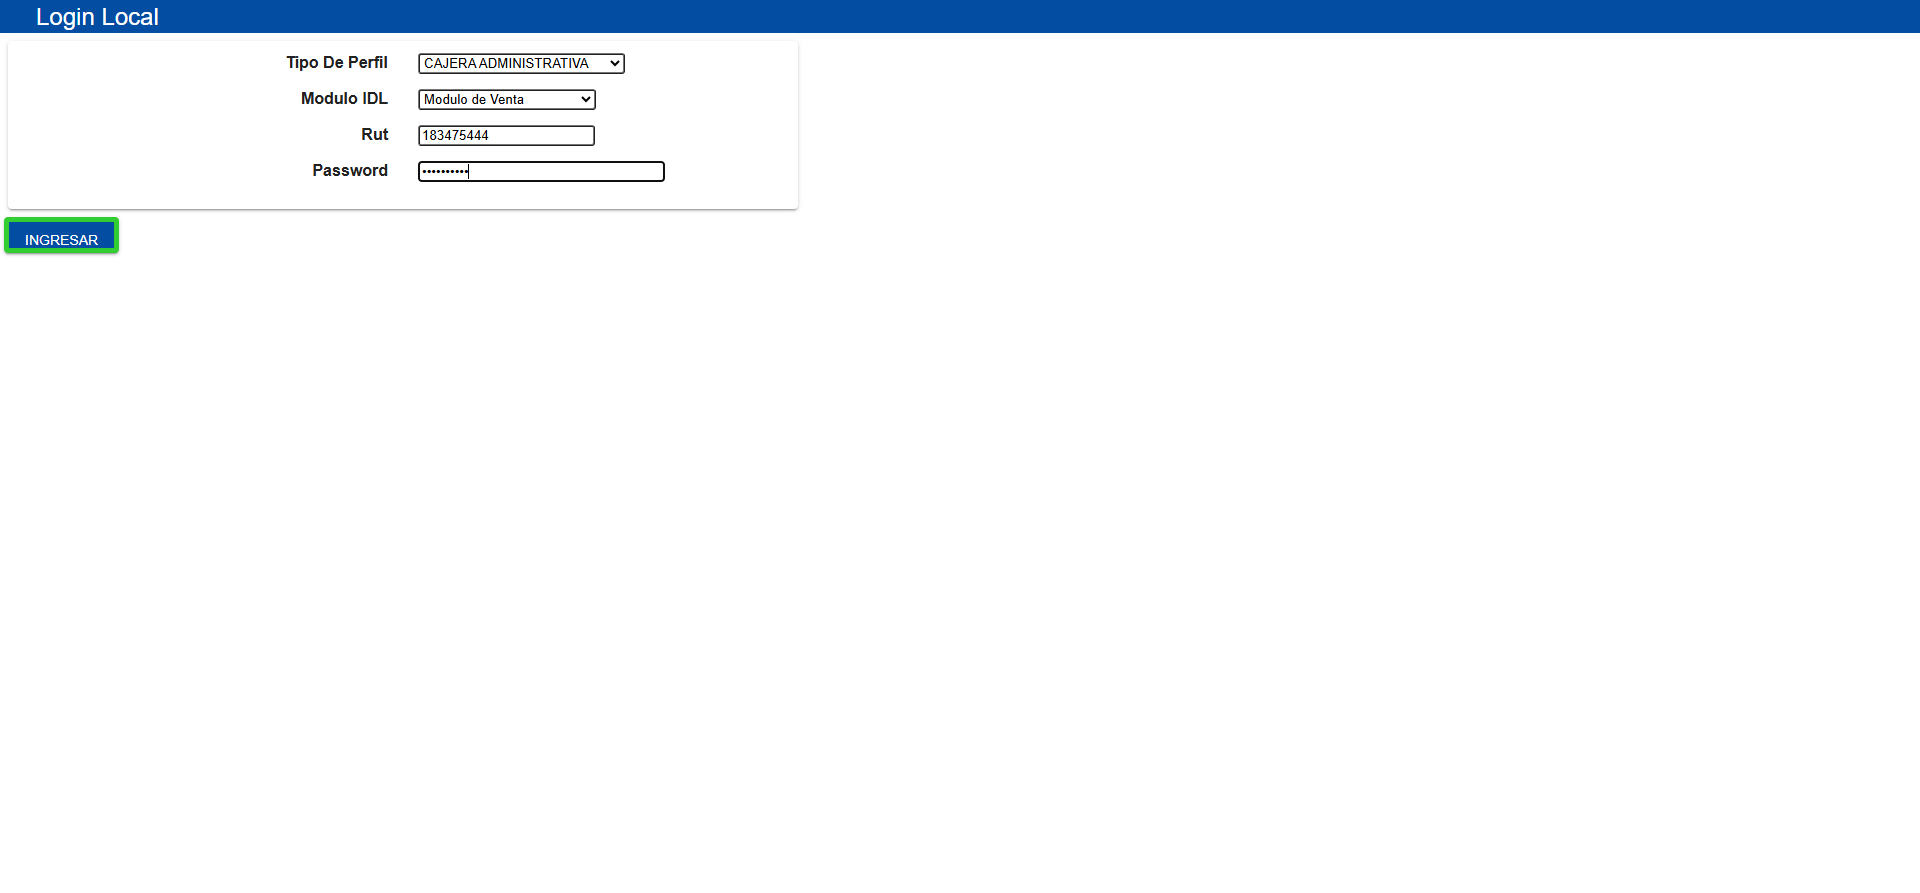 Login Local
Tipo De Perfil CAJERA ADMINISTRATIVA
Modulo IDL Modulo de Venta
Rut 183475444
Password ••••••••••
INGRESAR